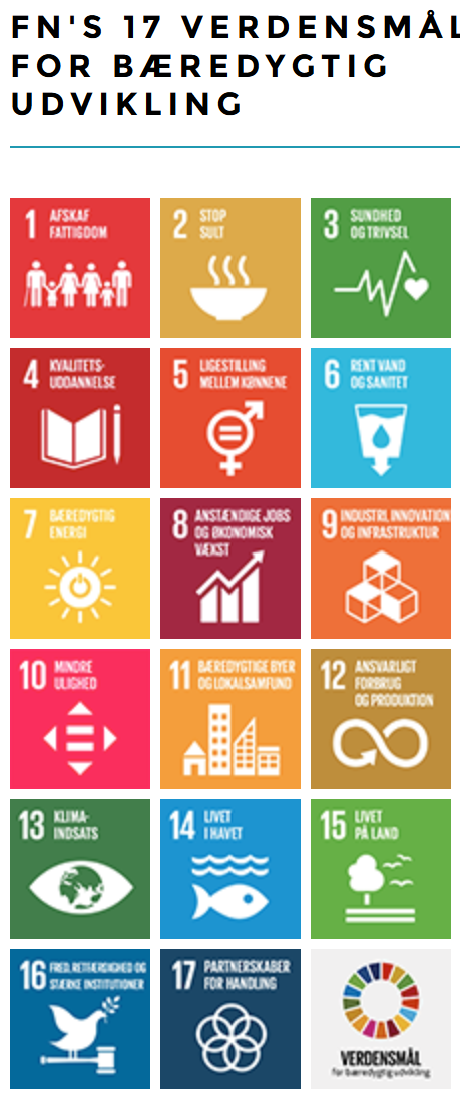 FN'S 17 VERDENSMÅL
FOR BÆREDYGTIG
UDVIKLING
1 AFSKAF
FATTIGDOM
2 STOP
SULT
3 SUNDHED
OG TRIVSEL
4 KVALITETS-
UDDANNELSE
5 LIGESTILLING
MELLEM KØNNENE
6 RENT VAND
OG SANITET
7 BÆREDYGTIG
ENERGI
8 ANSTÆNDIGE JOBS
OG ØKONOMISK
VÆKST
9 INDUSTRI, INNOVATION
OG INFRASTRUKTUR
10 MINDRE
ULIGHED
11 BÆREDYGTIGE BYER
OG LOKALSAMFUND
12 ANSVARLIGT
FORBRUG
OG PRODUKTION
13 KLIMA-
INDSATS
14 LIVET
I HAVET
15 LIVET
PÅ LAND
16 FRED, RETFÆRDIGHED OG
STÆRKE INSTITUTIONER
17 PARTNERSKABER
FOR HANDLING
VERDENSMÅL
for bæredygtig udvikling